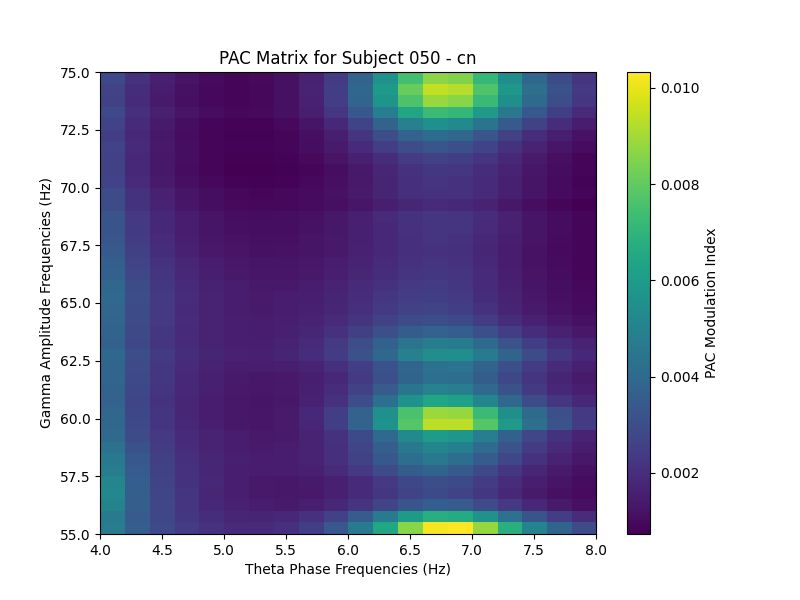 PAC Matrix for Subject 050 - cn
75.0
72.5
70.0
67.5
65.0
62.5
60.0
57.5
55.0
Gamma Amplitude Frequencies (Hz)
4.0 4.5 5.0 5.5 6.0 6.5 7.0 7.5 8.0
Theta Phase Frequencies (Hz)
0.010
0.008
0.006
0.004
0.002
PAC Modulation Index